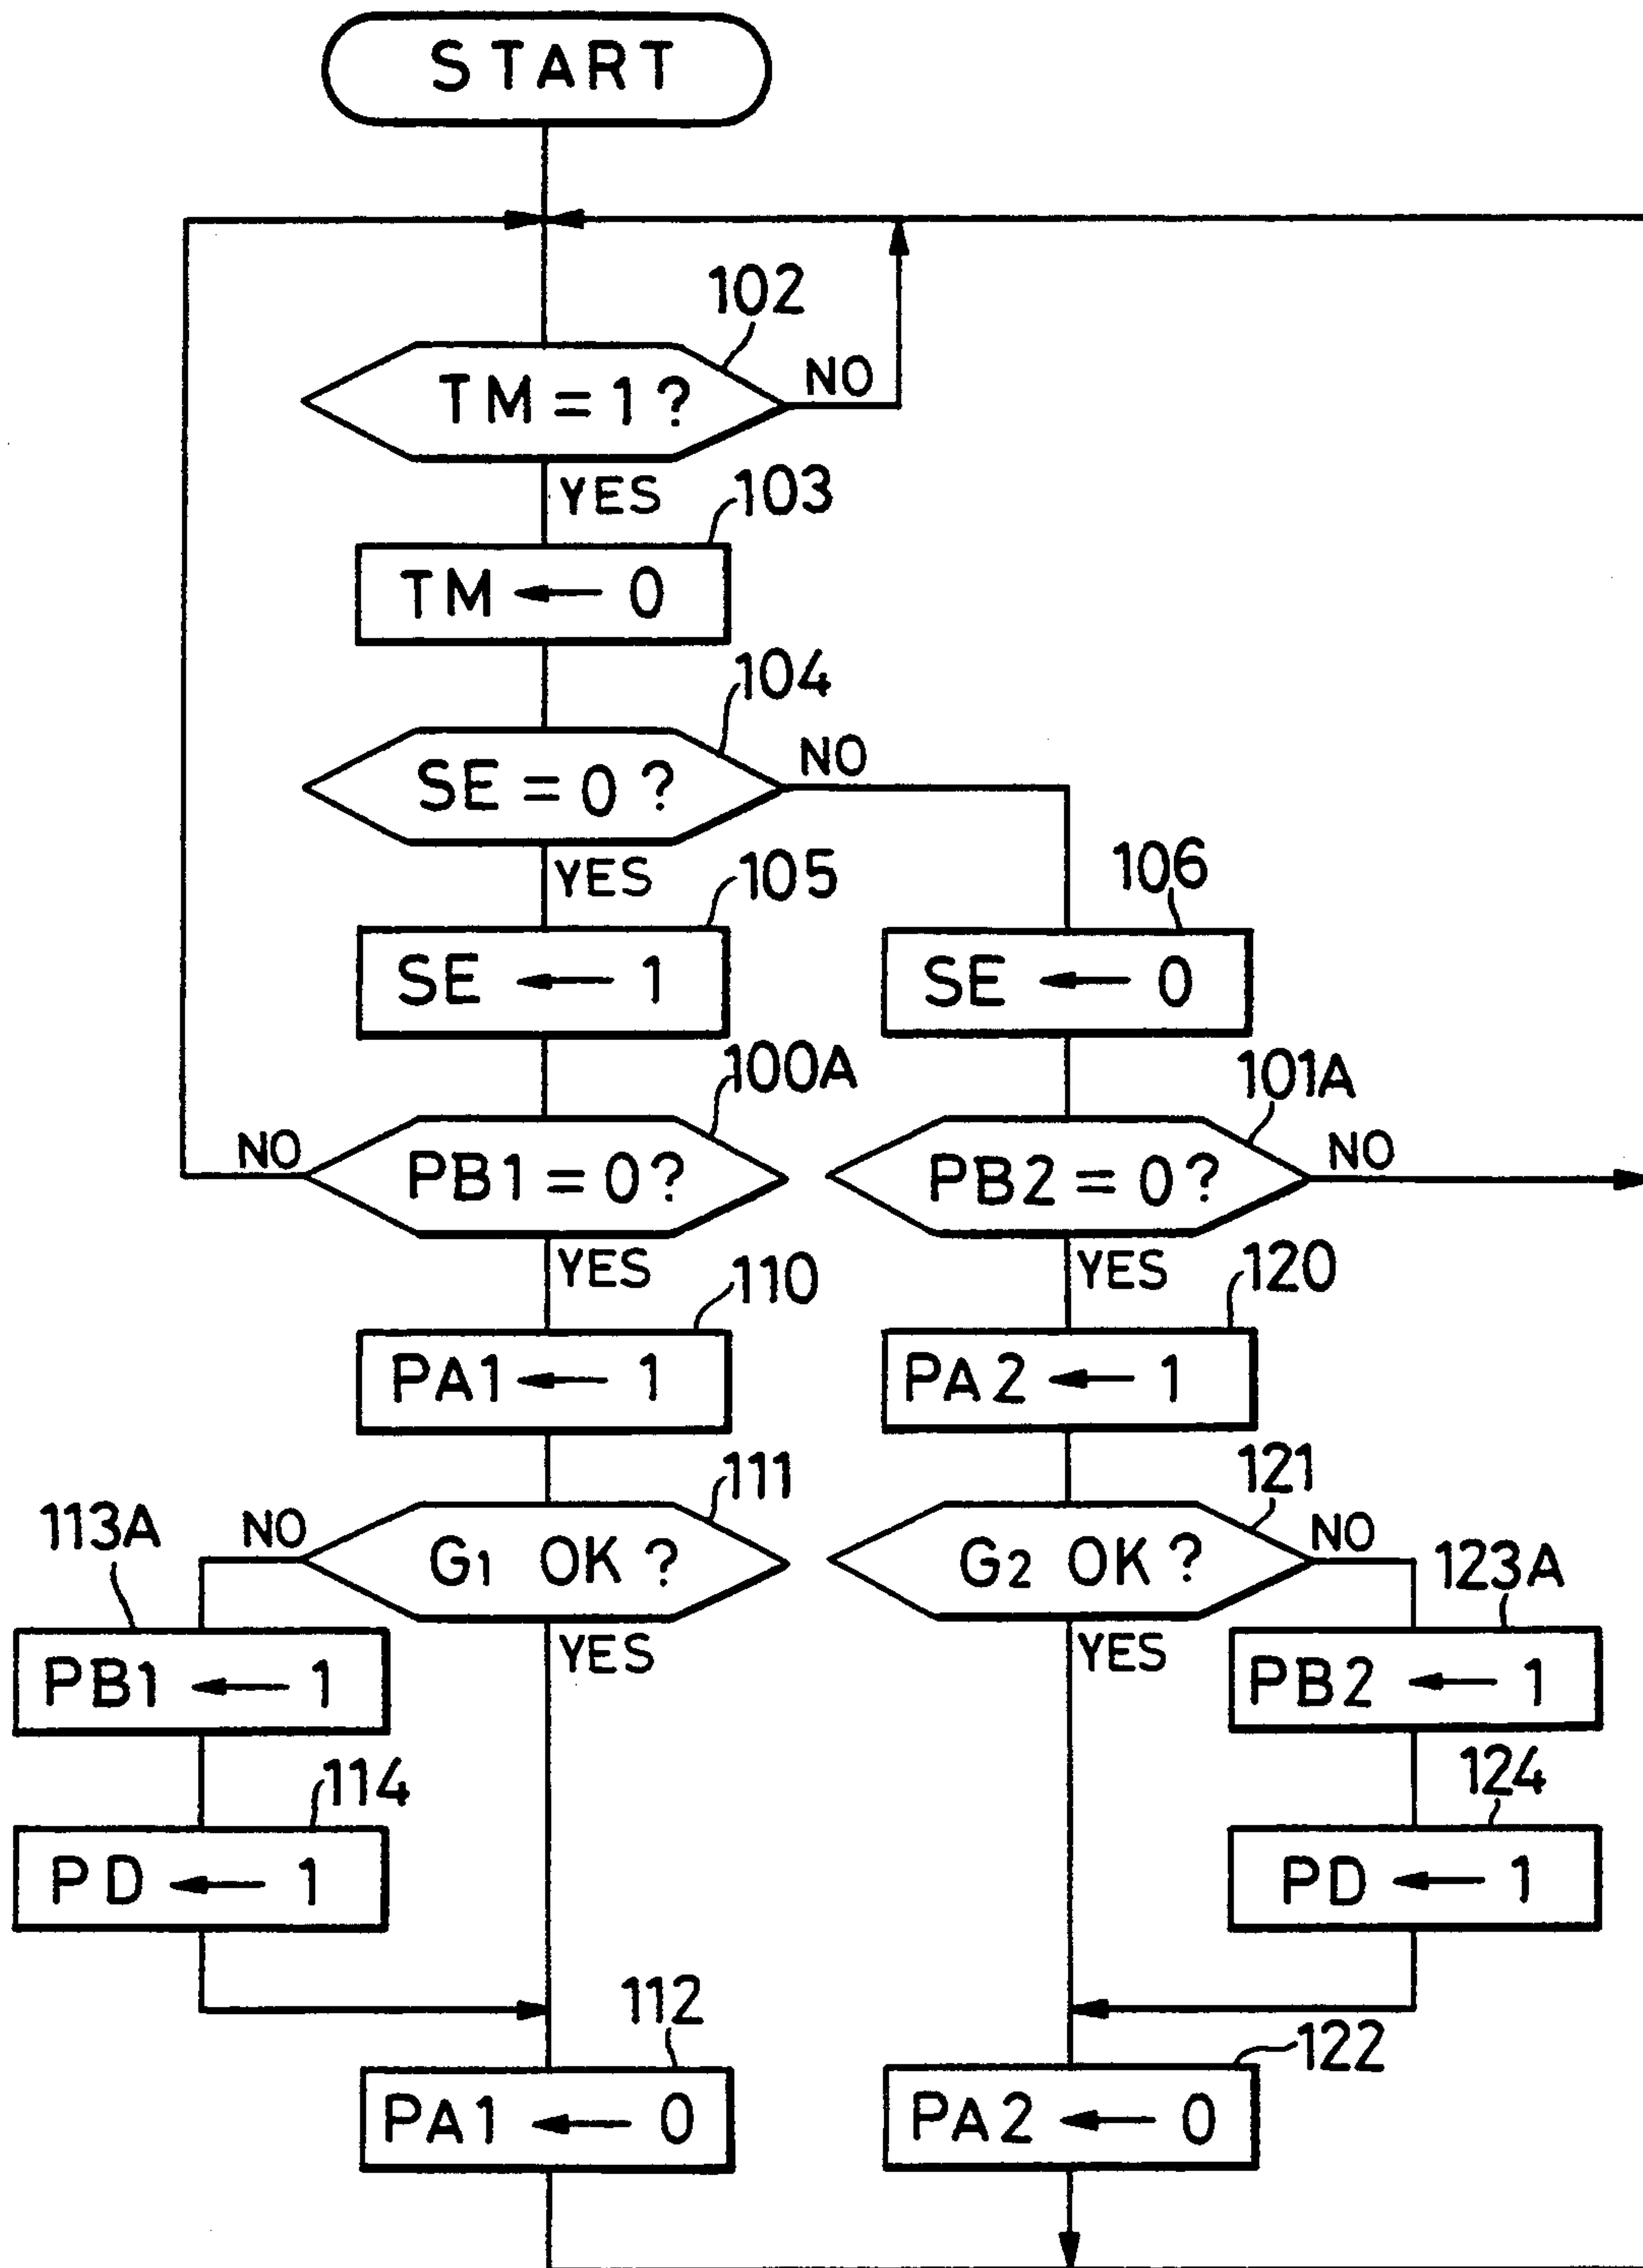 START
102
TM = 1 ?
NO
YES
103
TM ← 0
104
SE = 0 ?
NO
YES
105
SE ← 1
106
SE ← 0
100A
PB1 = 0 ?
NO
YES
101A
PB2 = 0 ?
NO
YES
110
PA1 ← 1
120
PA2 ← 1
111
G1 OK ?
NO
YES
121
G2 OK ?
NO
YES
113A
PB1 ← 1
123A
PB2 ← 1
114
PD ← 1
124
PD ← 1
112
PA1 ← 0
122
PA2 ← 0